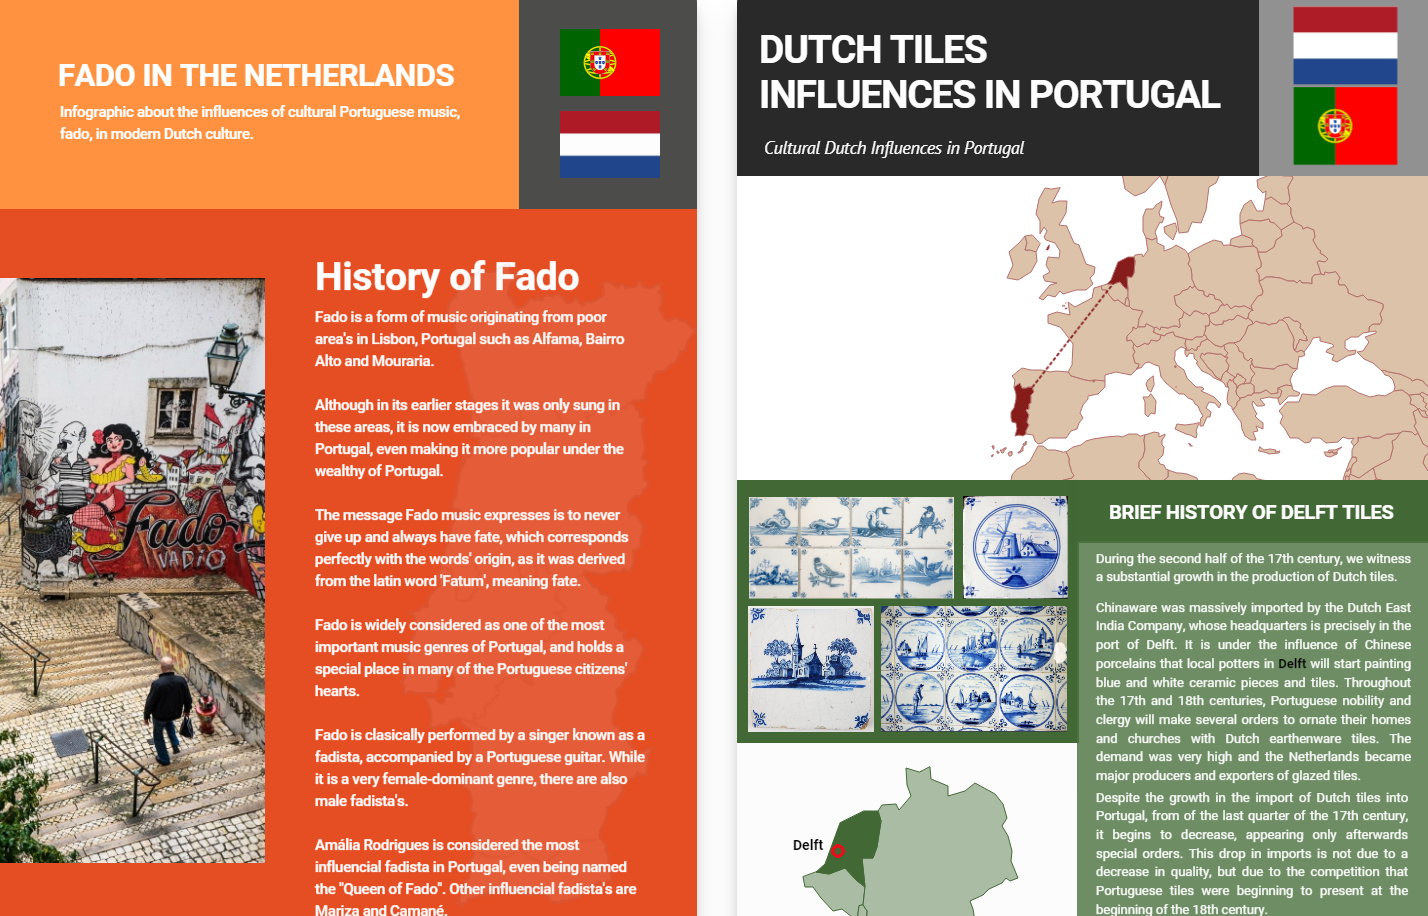 FADO IN THE NETHERLANDS
Infographic about the influences of cultural Portuguese music,
fado, in modern Dutch culture.
History of Fado
Fado is a form of music originating from poor
area's in Lisbon, Portugal such as Alfama, Bairro
Alto and Mouraria.
Although in its earlier stages it was only sung in
these areas, it is now embraced by many in
Portugal, even making it more popular under the
wealthy of Portugal.
The message Fado music expresses is to never
give up and always have fate, which corresponds
perfectly with the words' origin, as it was derived
from the latin word 'Fatum', meaning fate.
Fado is widely considered as one of the most
important music genres of Portugal, and holds a
special place in many of the Portuguese citizens'
hearts.
Fado is clasically performed by a singer known as a
fadista, accompanied by a Portuguese guitar. While
it is a very female-dominant genre, there are also
male fadista's.
Amália Rodrigues is considered the most
influencial fadista in Portugal, even being named
the "Queen of Fado". Other influencial fadista's are
Mariza and Camané.
Fado
VADIO
DUTCH TILES
INFLUENCES IN PORTUGAL
Cultural Dutch Influences in Portugal
BRIEF HISTORY OF DELFT TILES
During the second half of the 17th century, we witness
a substantial growth in the production of Dutch tiles.
Chinaware was massively imported by the Dutch East
India Company, whose headquarters is precisely in the
port of Delft. It is under the influence of Chinese
porcelains that local potters in Delft will start painting
blue and white ceramic pieces and tiles. Throughout
the 17th and 18th centuries, Portuguese nobility and
clergy will make several orders to ornate their homes
and churches with Dutch earthenware tiles. The
demand was very high and the Netherlands became
major producers and exporters of glazed tiles.
Despite the growth in the import of Dutch tiles into
Portugal, from of the last quarter of the 17th century,
it begins to decrease, appearing only afterwards
special orders. This drop in imports is not due to a
decrease in quality, but due to the competition that
Portuguese tiles were beginning to present at the
beginning of the 18th century.
Delft